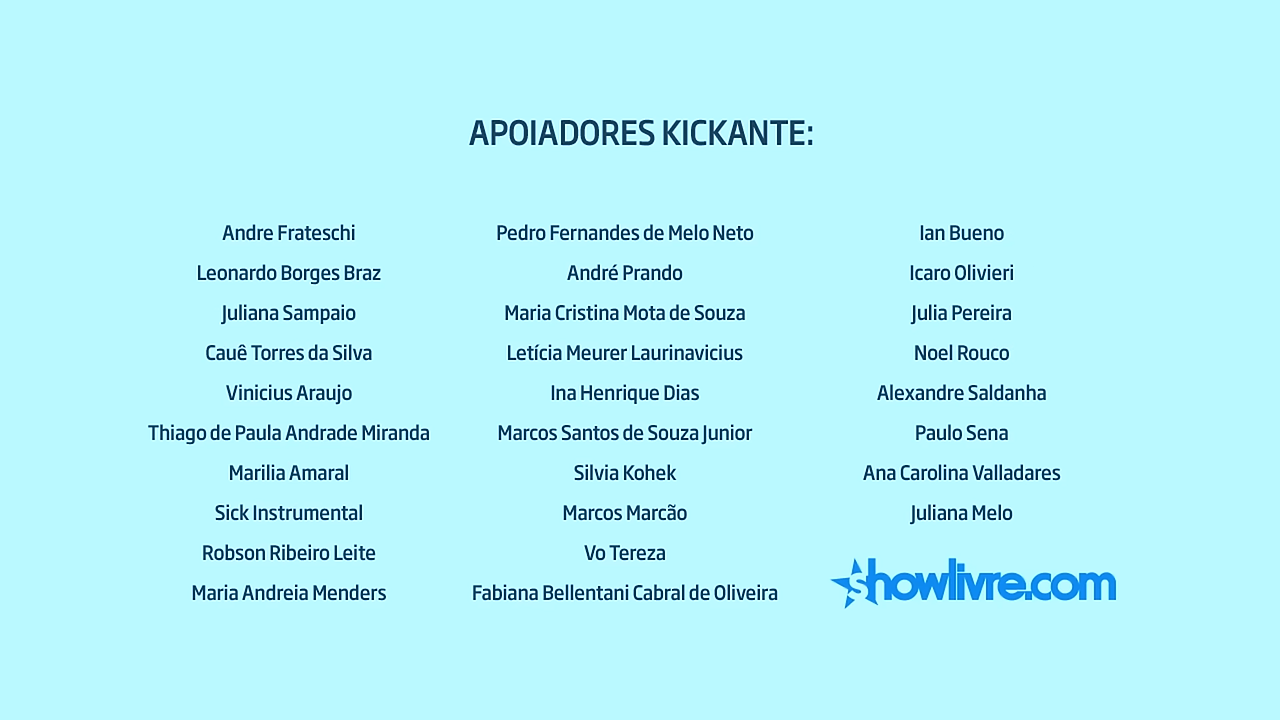 APOIADORES KICKANTE:
Andre Frateschi
Leonardo Borges Braz
Juliana Sampaio
Cauê Torres da Silva
Vinicius Araujo
Thiago de Paula Andrade Miranda
Marilia Amaral
Sick Instrumental
Robson Ribeiro Leite
Maria Andreia Menders
Pedro Fernandes de Melo Neto
André Prando
Maria Cristina Mota de Souza
Letícia Meurer Laurinavicius
Ina Henrique Dias
Marcos Santos de Souza Junior
Silvia Kohek
Marcos Marcão
Vo Tereza
Fabiana Bellentani Cabral de Oliveira
Ian Bueno
Icaro Olivieri
Julia Pereira
Noel Rouco
Alexandre Saldanha
Paulo Sena
Ana Carolina Valladares
Juliana Melo
showlivre.com